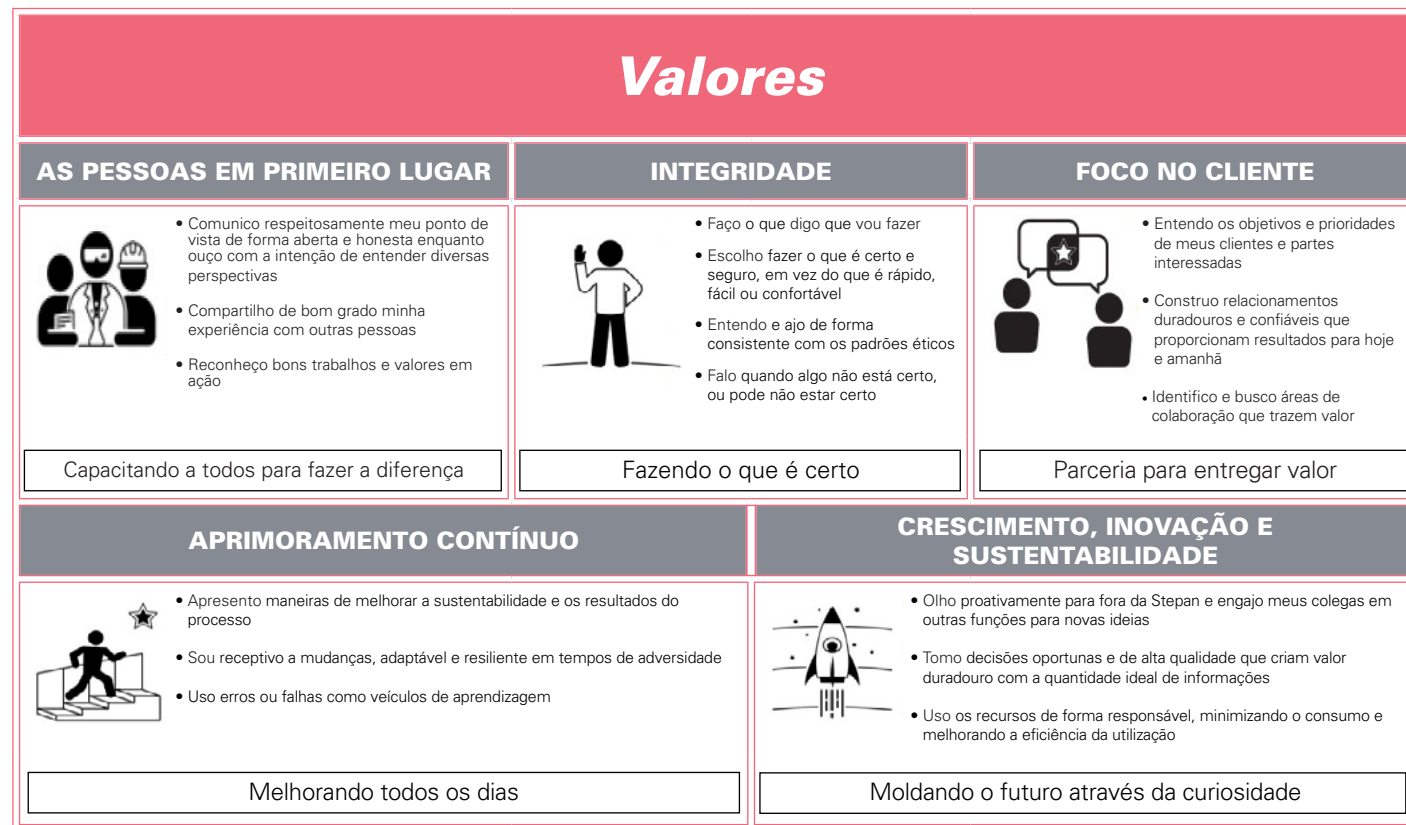 Valores
AS PESSOAS EM PRIMEIRO LUGAR
• Comunico respeitosamente meu ponto de
vista de forma aberta e honesta enquanto
ouço com a intenção de entender diversas
perspectivas
• Compartilho de bom grado minha
experiência com outras pessoas
• Reconheço bons trabalhos e valores em
ação
Capacitando a todos para fazer a diferença
INTEGRIDADE
• Faço o que digo que vou fazer
• Escolho fazer o que é certo e
seguro, em vez do que é rápido,
fácil ou confortável
• Entendo e ajo de forma
consistente com os padrões éticos
• Falo quando algo não está certo,
ou pode não estar certo
Fazendo o que é certo
FOCO NO CLIENTE
• Entendo os objetivos e prioridades
de meus clientes e partes
interessadas
• Construo relacionamentos
duradouros e confiáveis que
proporcionam resultados para hoje
e amanhã
• Identifico e busco áreas de
colaboração que trazem valor
Parceria para entregar valor
APRIMORAMENTO CONTÍNUO
• Apresento maneiras de melhorar a sustentabilidade e os resultados do
processo
• Sou receptivo a mudanças, adaptável e resiliente em tempos de adversidade
• Uso erros ou falhas como veículos de aprendizagem
Melhorando todos os dias
CRESCIMENTO, INOVAÇÃO E
SUSTENTABILIDADE
• Olho proativamente para fora da Stepan e engajo meus colegas em
outras funções para novas ideias
• Tomo decisões oportunas e de alta qualidade que criam valor
duradouro com a quantidade ideal de informações
• Uso os recursos de forma responsável, minimizando o consumo e
melhorando a eficiência da utilização
Moldando o futuro através da curiosidade